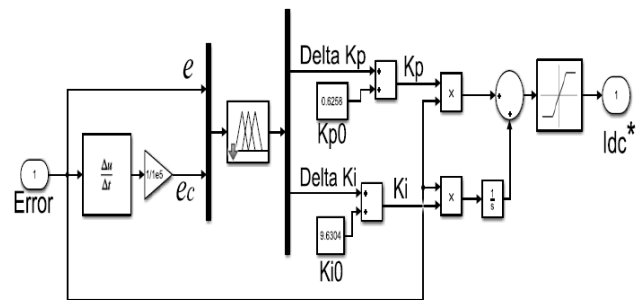 e
Delta Kp
Kp
0.6258
Kp0
x
+
+
+
+
1
Idc*
1
Error
Δu
Δt
1/1e5
ec
Delta Ki
Ki
9.6304
Ki0
+
+
x
1
s